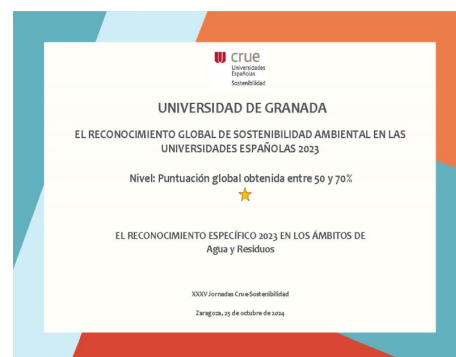 crue
Universidades
Españolas
Sostenibilidad
UNIVERSIDAD DE GRANADA
EL RECONOCIMIENTO GLOBAL DE SOSTENIBILIDAD AMBIENTAL EN LAS
UNIVERSIDADES ESPAÑOLAS 2023
Nivel: Puntuación global obtenida entre 50 y 70%
EL RECONOCIMIENTO ESPECÍFICO 2023 EN LOS ÁMBITOS DE
Agua y Residuos
XXXV Jornadas Crue-Sostenibilidad
Zaragoza, 25 de octubre de 2024